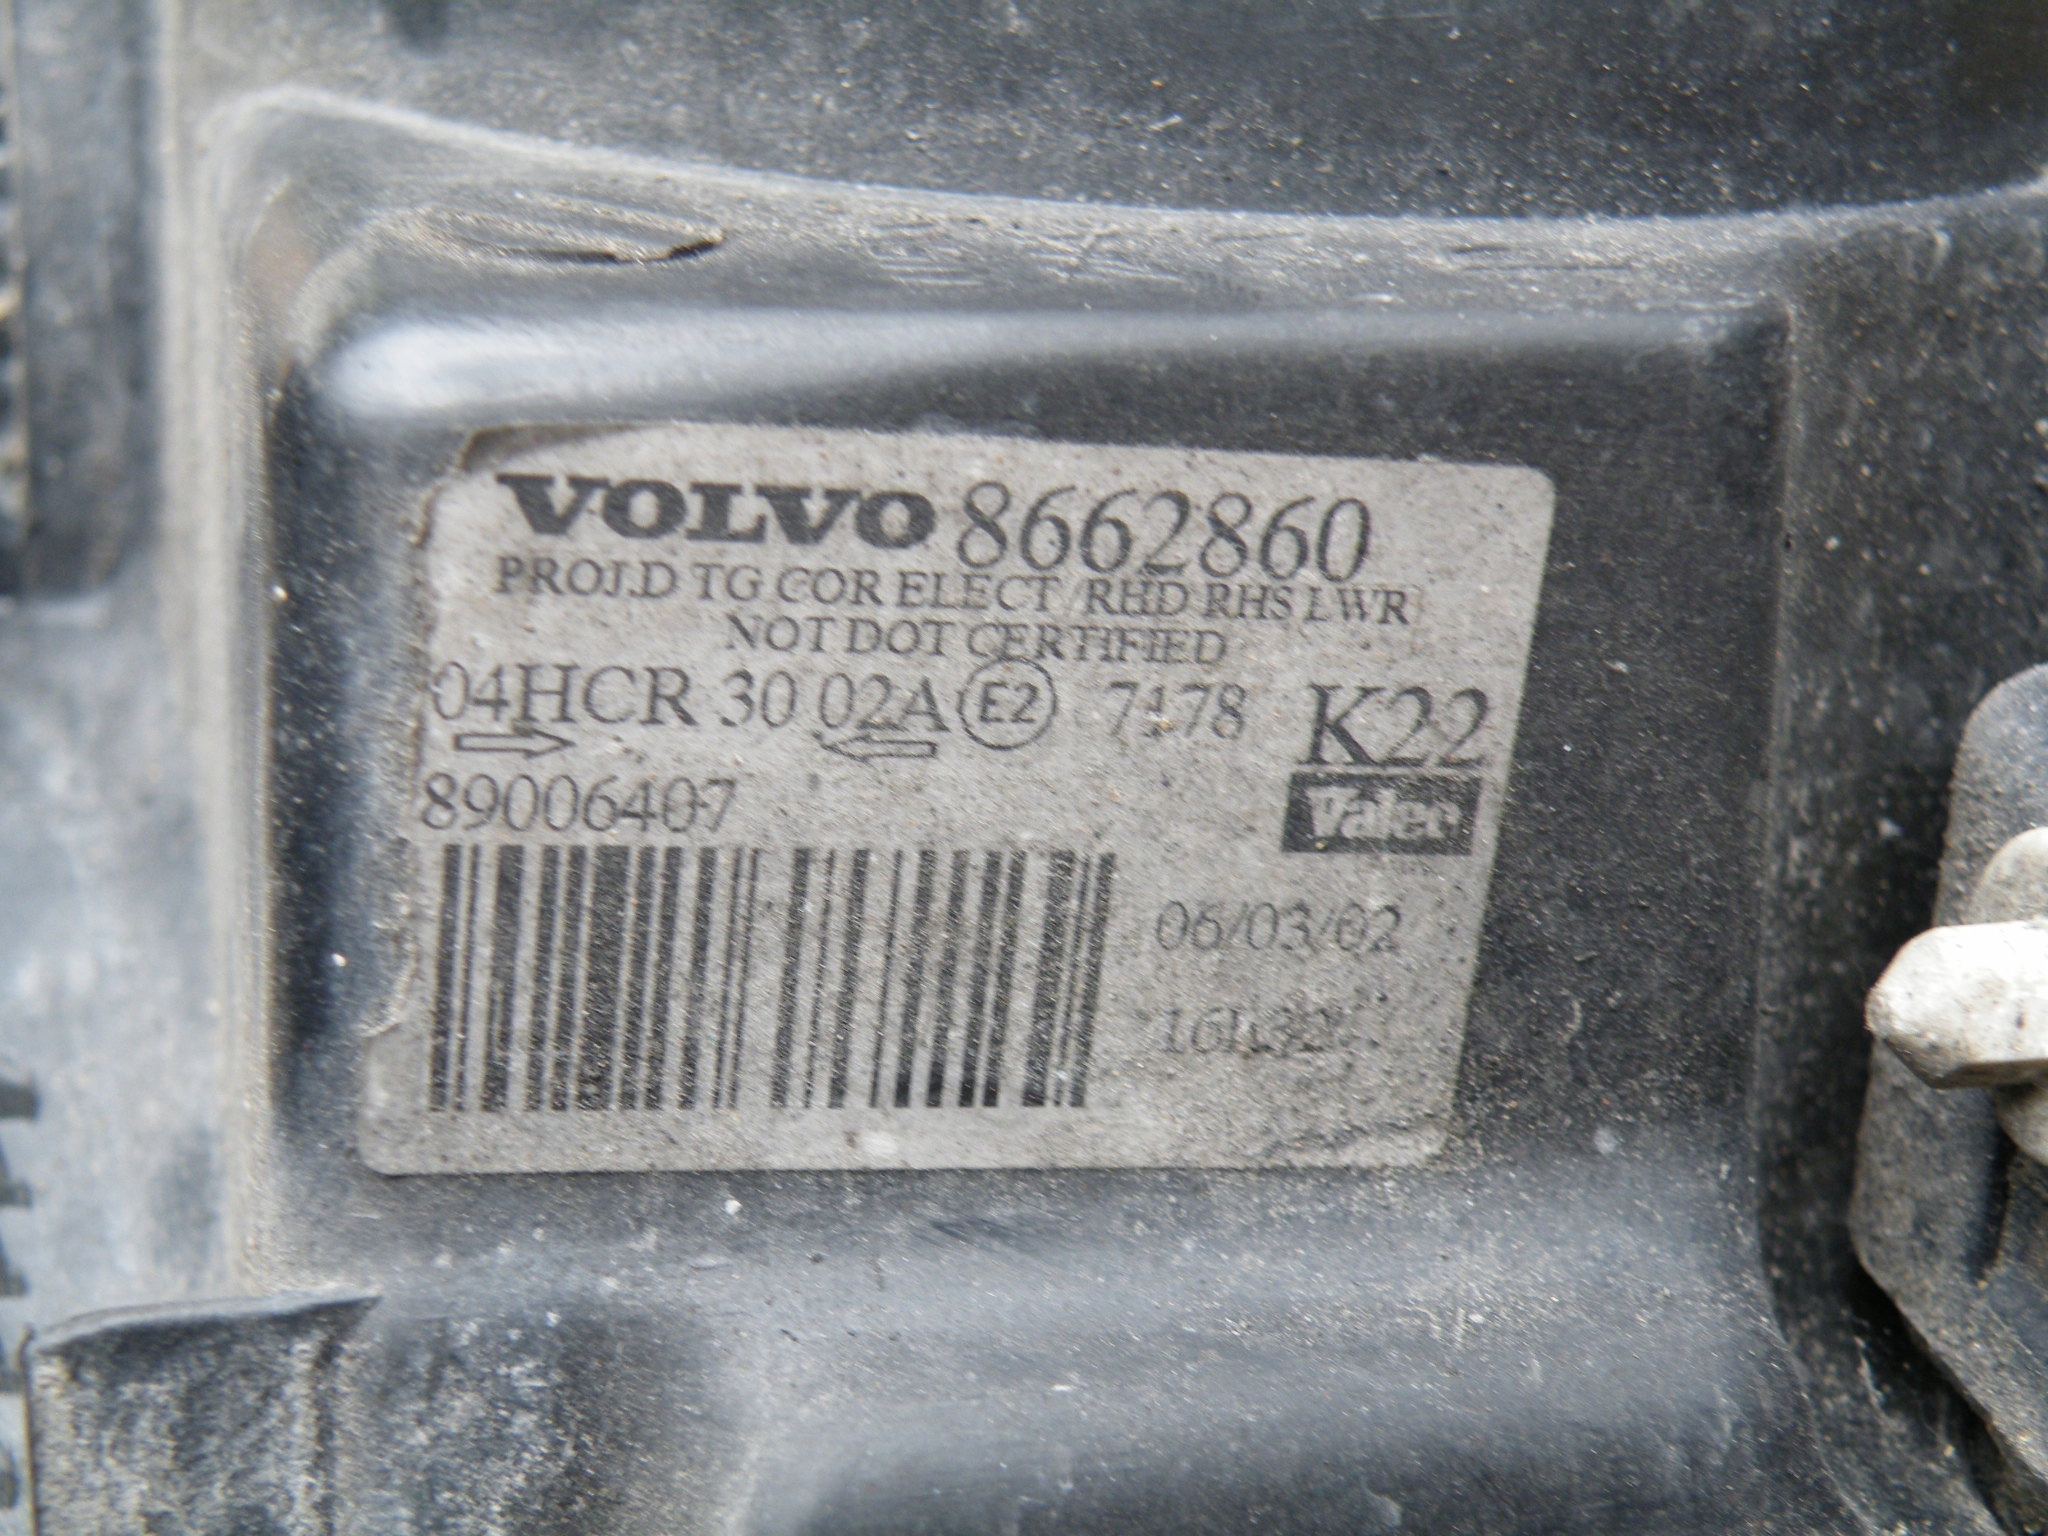 VOLVO 8662860
PROJ.D TG COR ELECT/RHD RHS LWR
NOT DOT CERTIFIED
04HCR 30 02A E2 7178 K22
89006407 Valeo
06/03/02